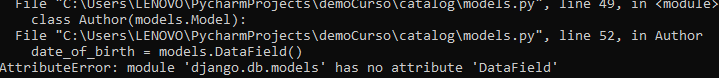 File "C:\Users\LENOVO\PycharmProjects\demoCurso\catalog\models.py", line 49, in <module>
class Author(models.Model):
File "C:\Users\LENOVO\PycharmProjects\demoCurso\catalog\models.py", line 52, in Author
date_of_birth = models.DataField()
AttributeError: module 'django.db.models' has no attribute 'DataField'